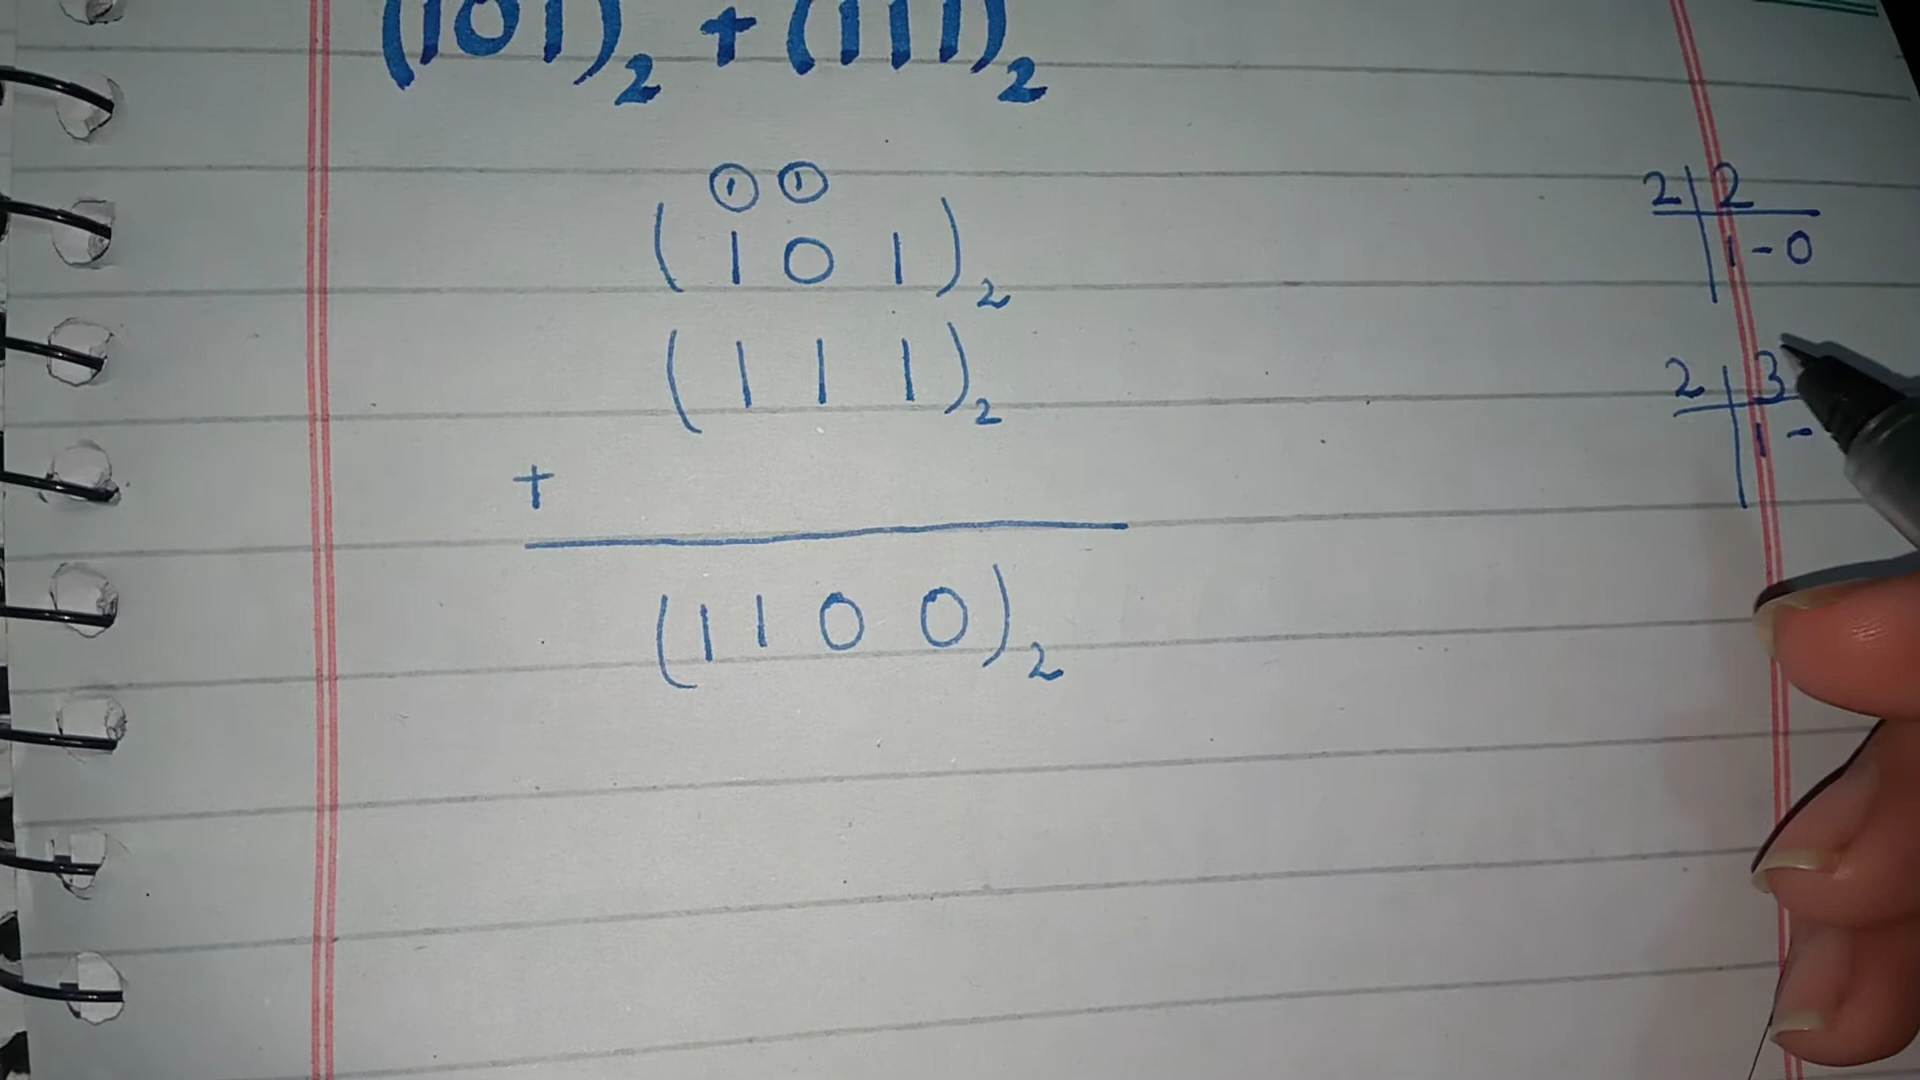 (101)₂ + (111)₂
① ①
(1 0 1)₂
(1 1 1)₂
+
(1 1 0 0)₂
2 | 2
1 - 0
2 | 3
1 -